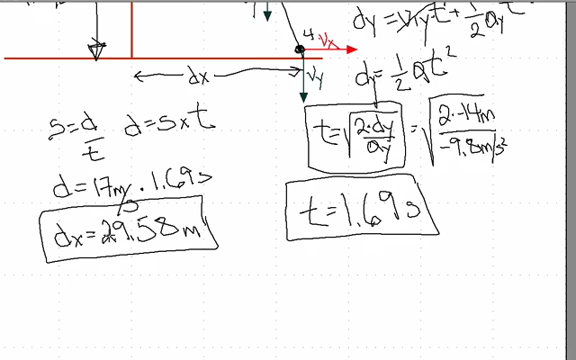 dy = V₁yt + ½ayt²
4
Vx
dx
Vy
dy = ½at²
s = d/t d = s x t
t = √(2·dy/ay) = √(2·-14m/-9.8m/s²)
d = 17m/s · 1.69s
dx = 29.58m
t = 1.69s